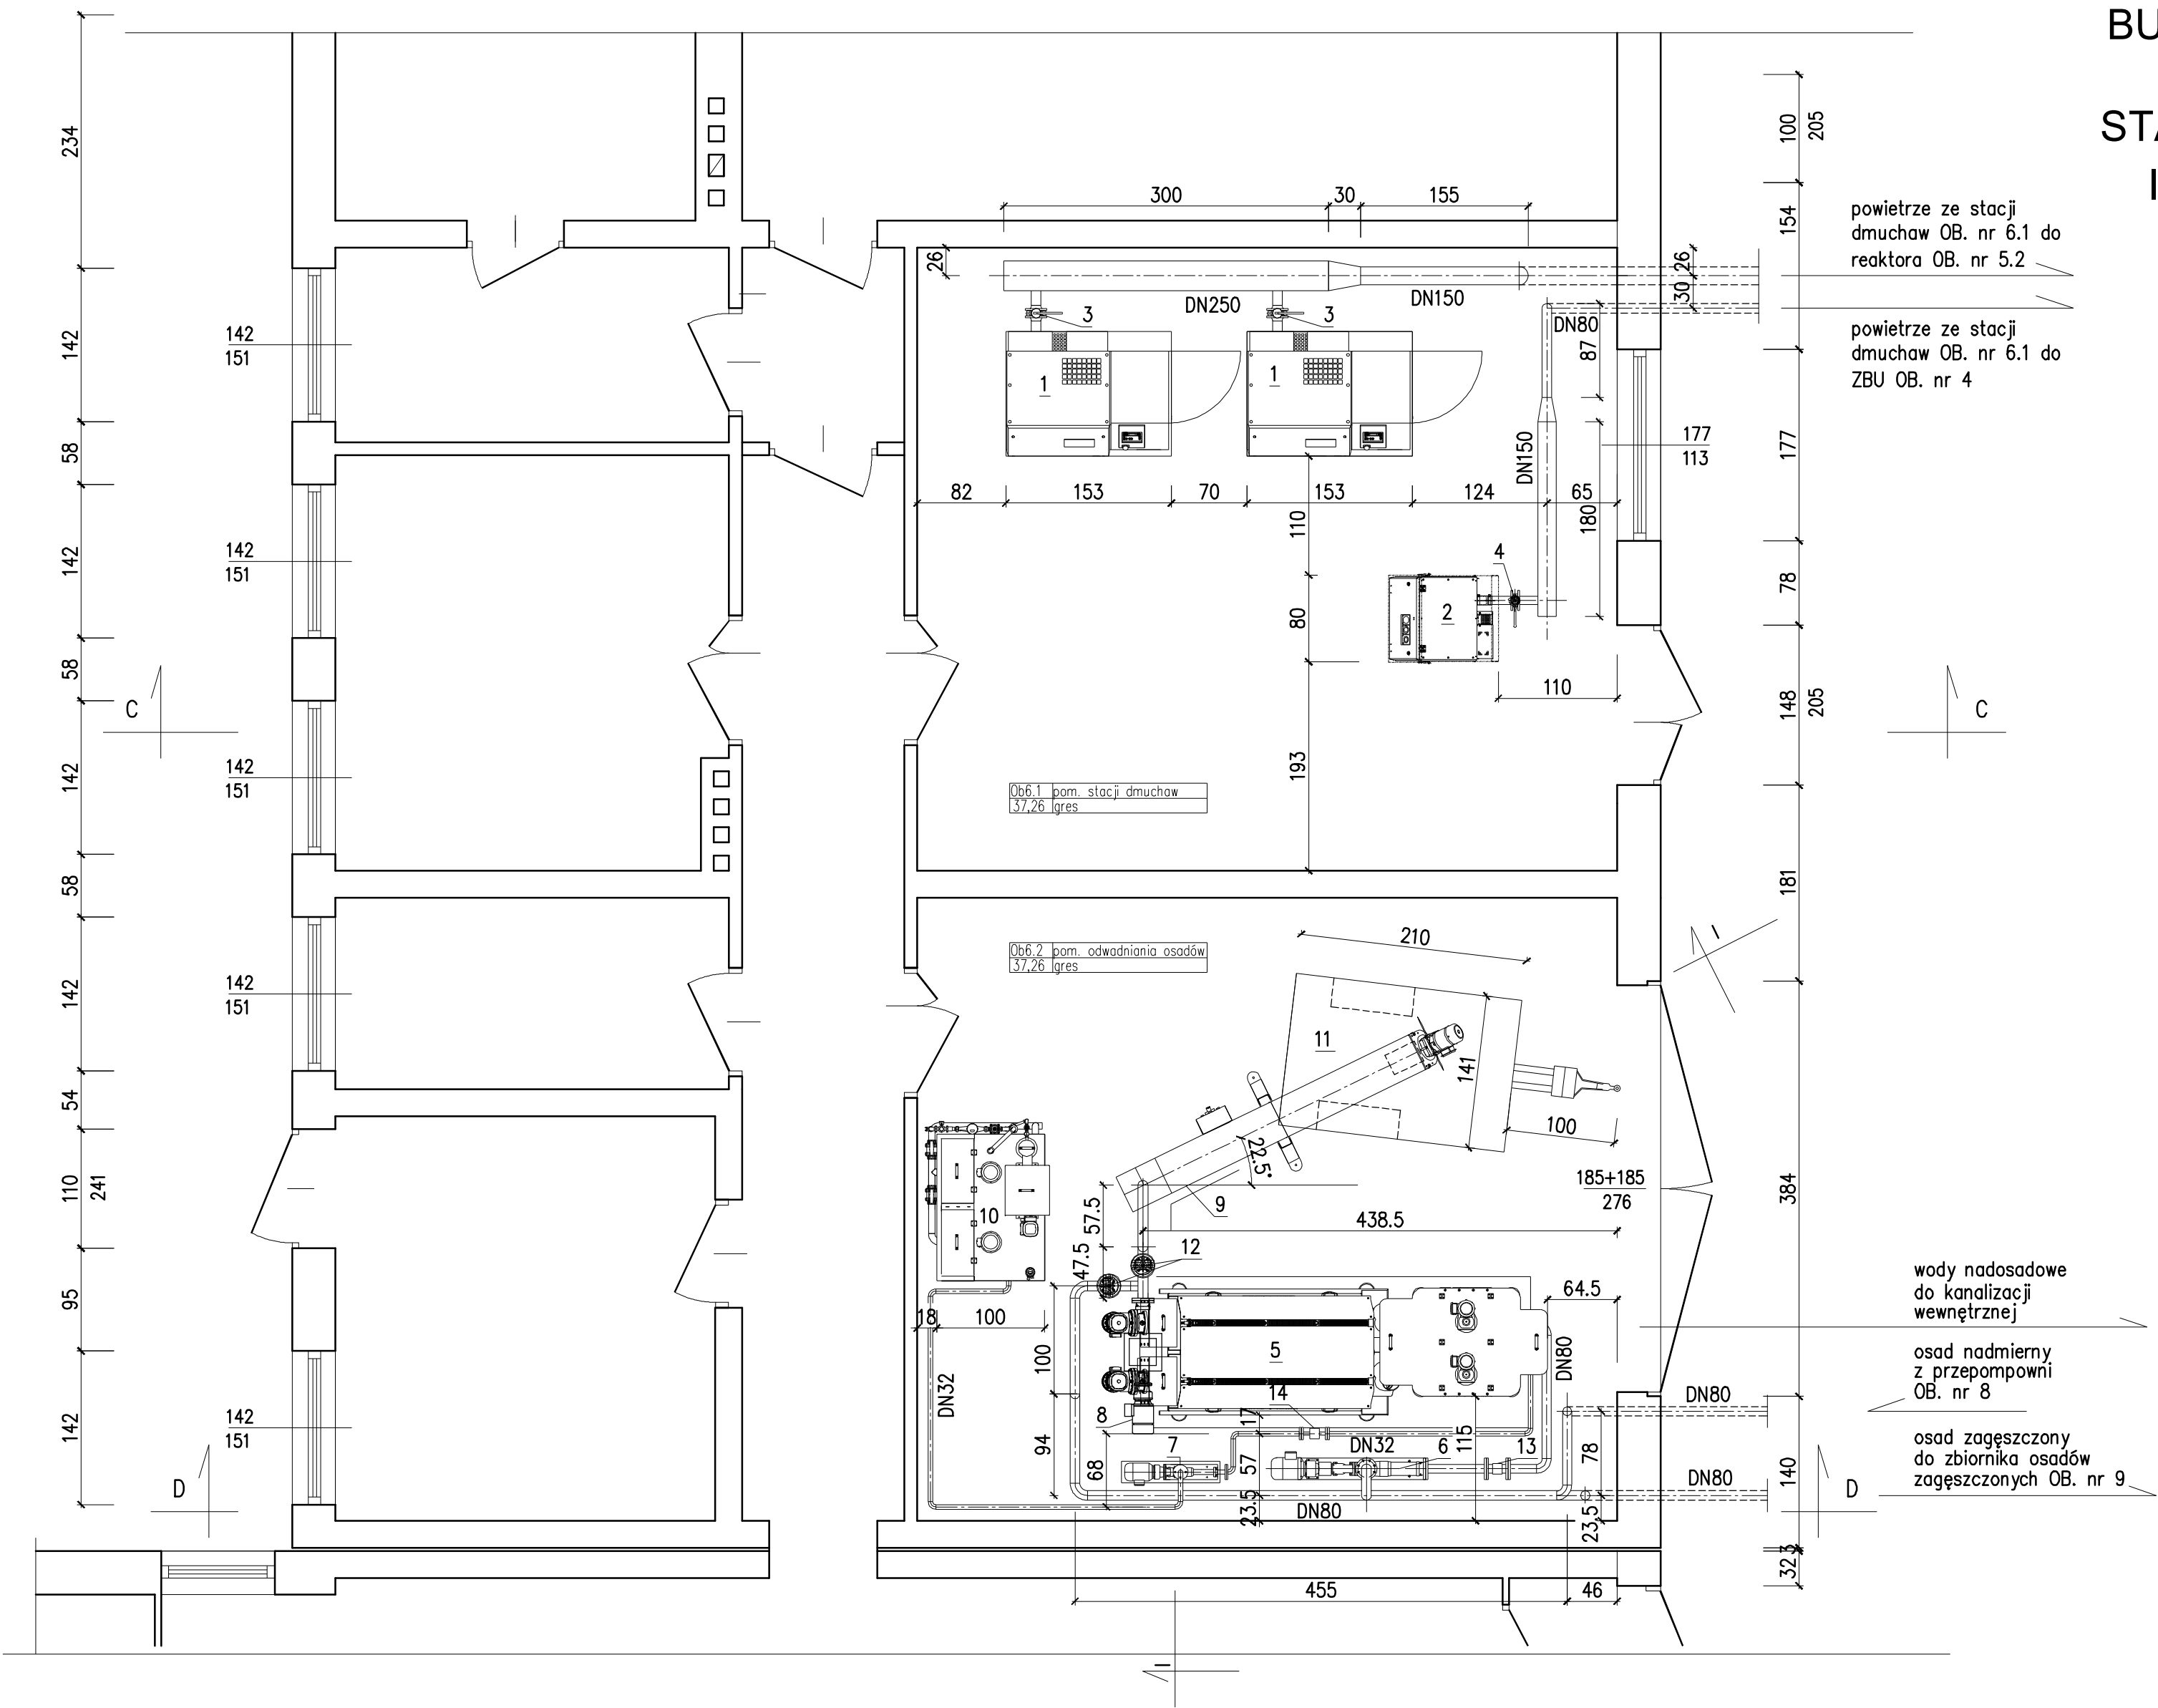 BU
STA
I
234
142
58
142
58
142
58
142
54
110
241
95
142
142
151
142
151
142
151
142
151
142
151
C
D
300
30
155
26
DN250
DN150
3
3
1
1
DN80
87
DN150
180
82
153
70
153
124
65
110
80
193
4
2
110
177
113
26
30
100
205
154
177
78
148
205
181
384
140
3
32
powietrze ze stacji
dmuchaw OB. nr 6.1 do
reaktora OB. nr 5.2
powietrze ze stacji
dmuchaw OB. nr 6.1 do
ZBU OB. nr 4
C
Ob6.1 pom. stacji dmuchaw
37,26 gres
Ob6.2 pom. odwadniania osadów
37,26 gres
210
I
11
141
100
22.5°
9
185+185
276
57.5
438.5
47.5
12
10
18
100
64.5
100
5
DN80
DN32
14
8
17
115
DN80
94
7
68
57
DN32
6
13
78
DN80
23.5
DN80
23.5
455
46
I
wody nadosadowe
do kanalizacji
wewnętrznej
osad nadmierny
z przepompowni
OB. nr 8
osad zagęszczony
do zbiornika osadów
zagęszczonych OB. nr 9
D